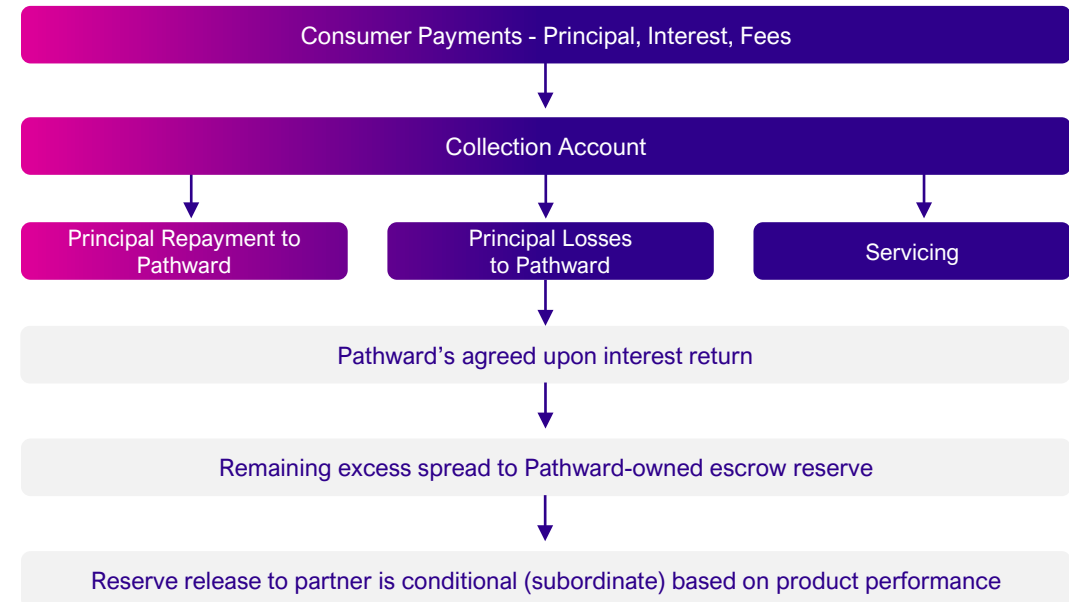 Consumer Payments - Principal, Interest, Fees
Collection Account
Principal Repayment to
Pathward
Principal Losses
to Pathward
Servicing
Pathward’s agreed upon interest return
Remaining excess spread to Pathward-owned escrow reserve
Reserve release to partner is conditional (subordinate) based on product performance